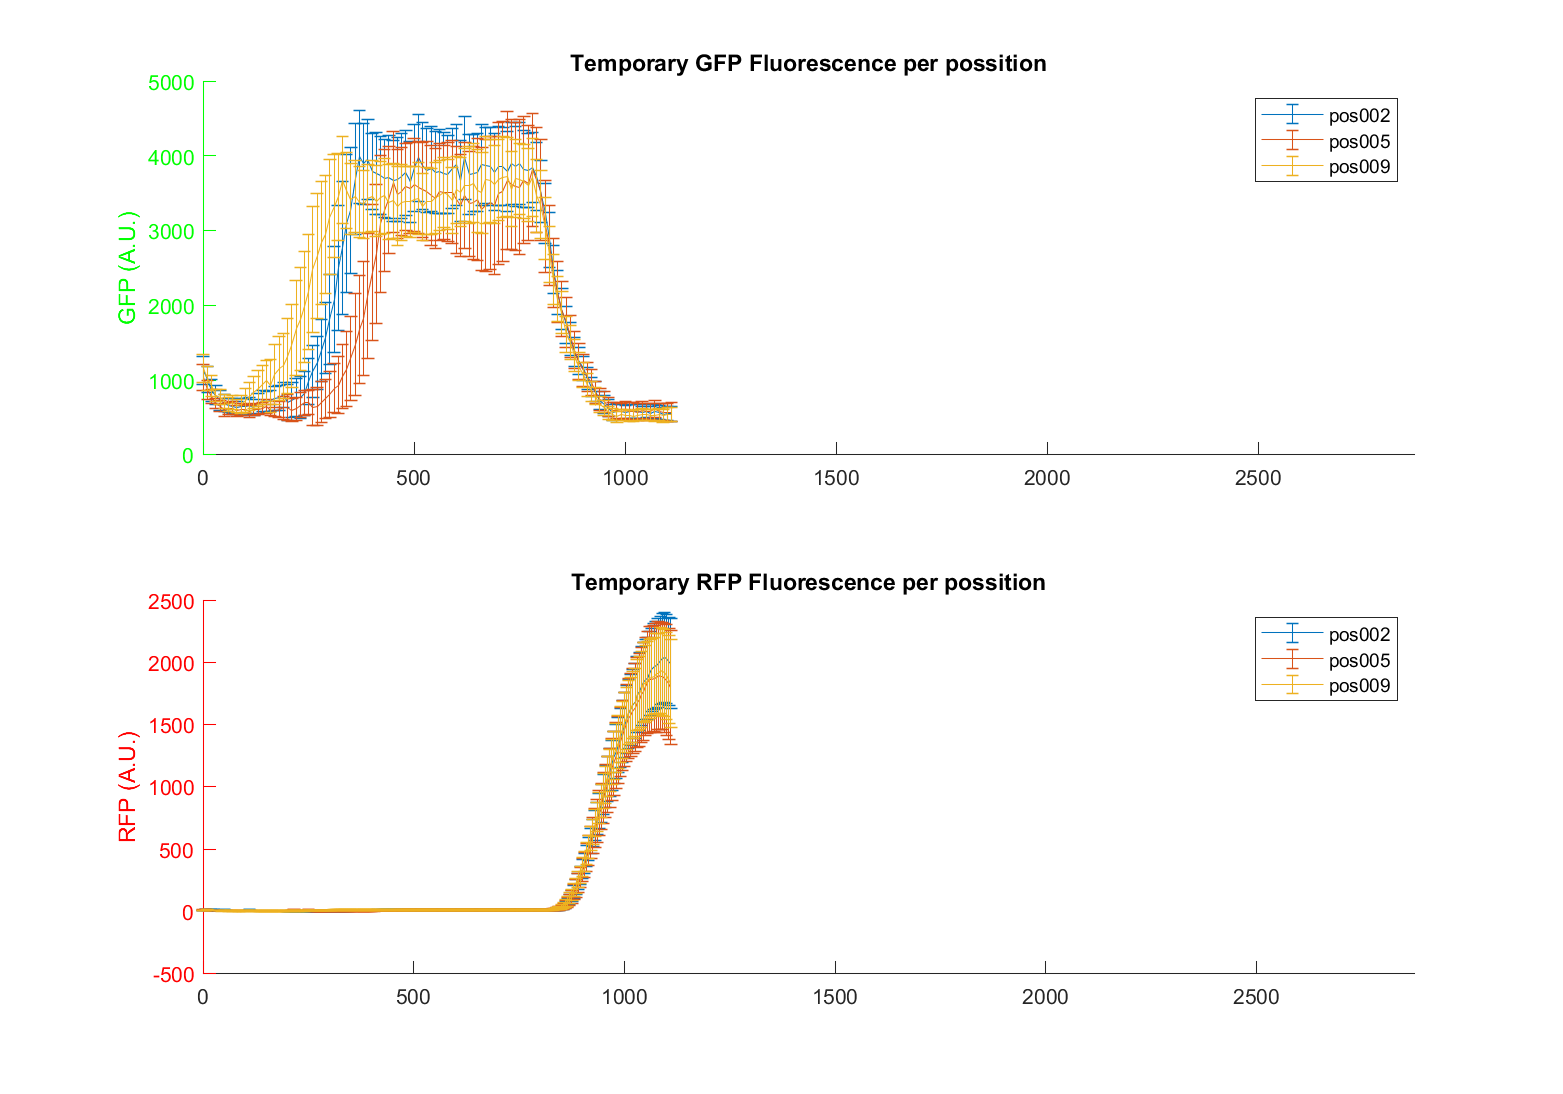 Temporary GFP Fluorescence per possition
5000
4000
3000
2000
1000
0
GFP (A.U.)
0 500 1000 1500 2000 2500
pos002
pos005
pos009
Temporary RFP Fluorescence per possition
2500
2000
1500
1000
500
0
-500
RFP (A.U.)
0 500 1000 1500 2000 2500
pos002
pos005
pos009